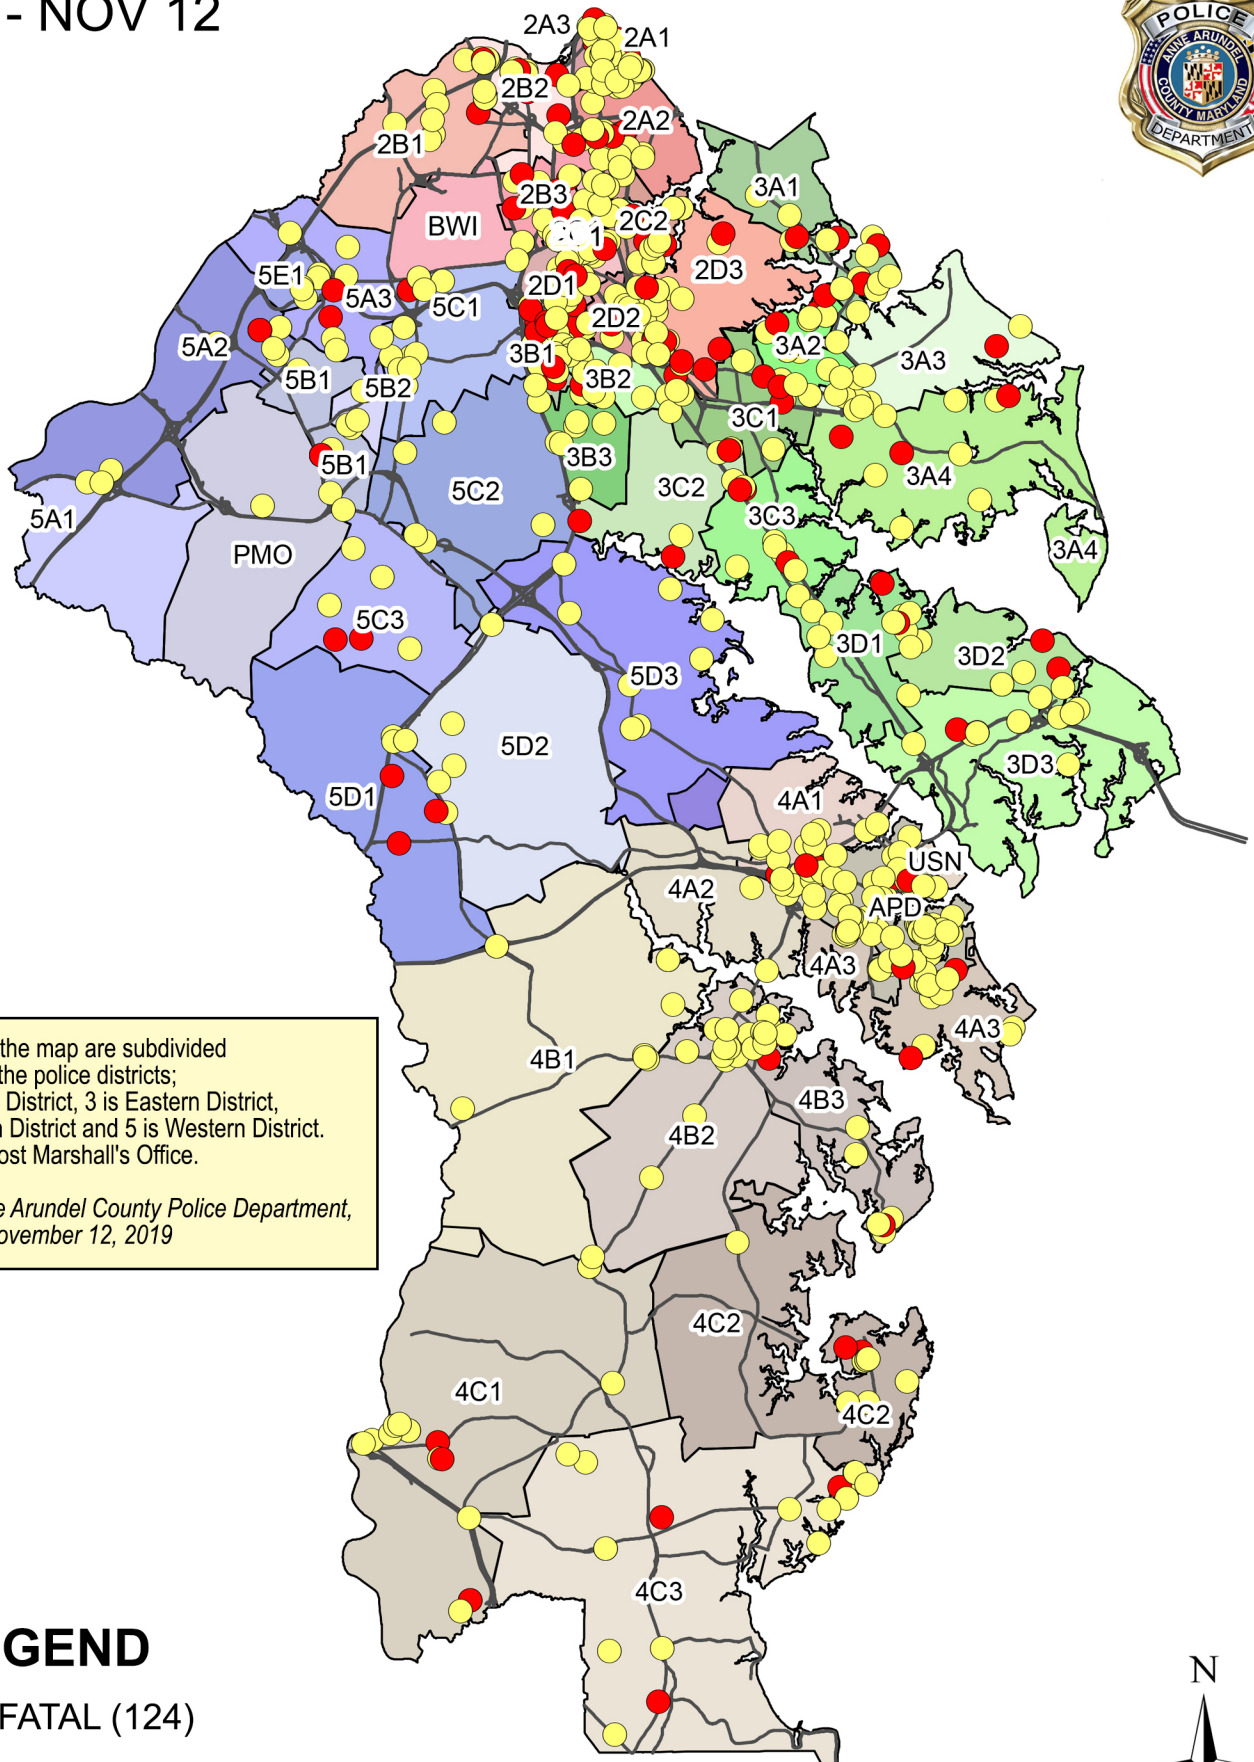 - NOV 12
POLICE
ANNE ARUNDEL
COUNTY MARYLAND
DEPARTMENT
2A3
2A1
2B2
2A2
2B1
3A1
2B3
BWI
2C2
1
2D3
5E1
5A3
5C1
2D1
2D2
5A2
3A2
3B1
3A3
5B1
5B2
3B2
3C1
3B3
5B1
5C2
3C2
3A4
5A1
3C3
PMO
3A4
5C3
3D1
3D2
5D3
5D2
3D3
5D1
4A1
USN
4A2
APD
4A3
4A3
4B1
4B3
4B2
the map are subdivided
the police districts;
District, 3 is Eastern District,
District and 5 is Western District.
ost Marshall's Office.
e Arundel County Police Department,
ovember 12, 2019
4C2
4C1
4C2
4C3
GEND
FATAL (124)
N